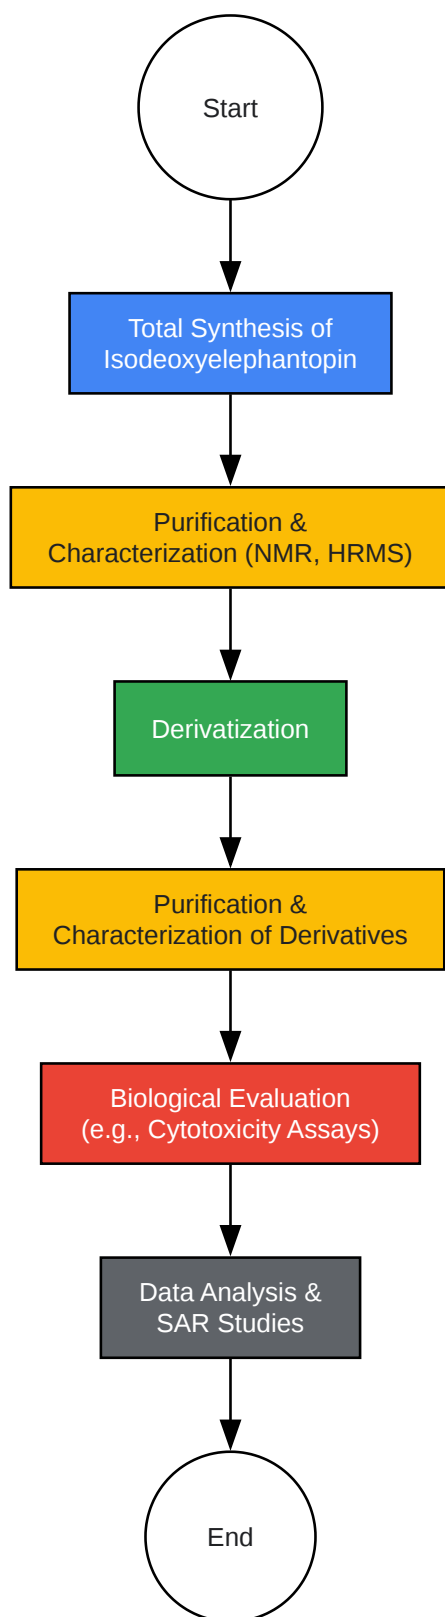 Start
Total Synthesis of
Isodeoxyelephantopin
Purification &
Characterization (NMR, HRMS)
Derivatization
Purification &
Characterization of Derivatives
Biological Evaluation
(e.g., Cytotoxicity Assays)
Data Analysis &
SAR Studies
End